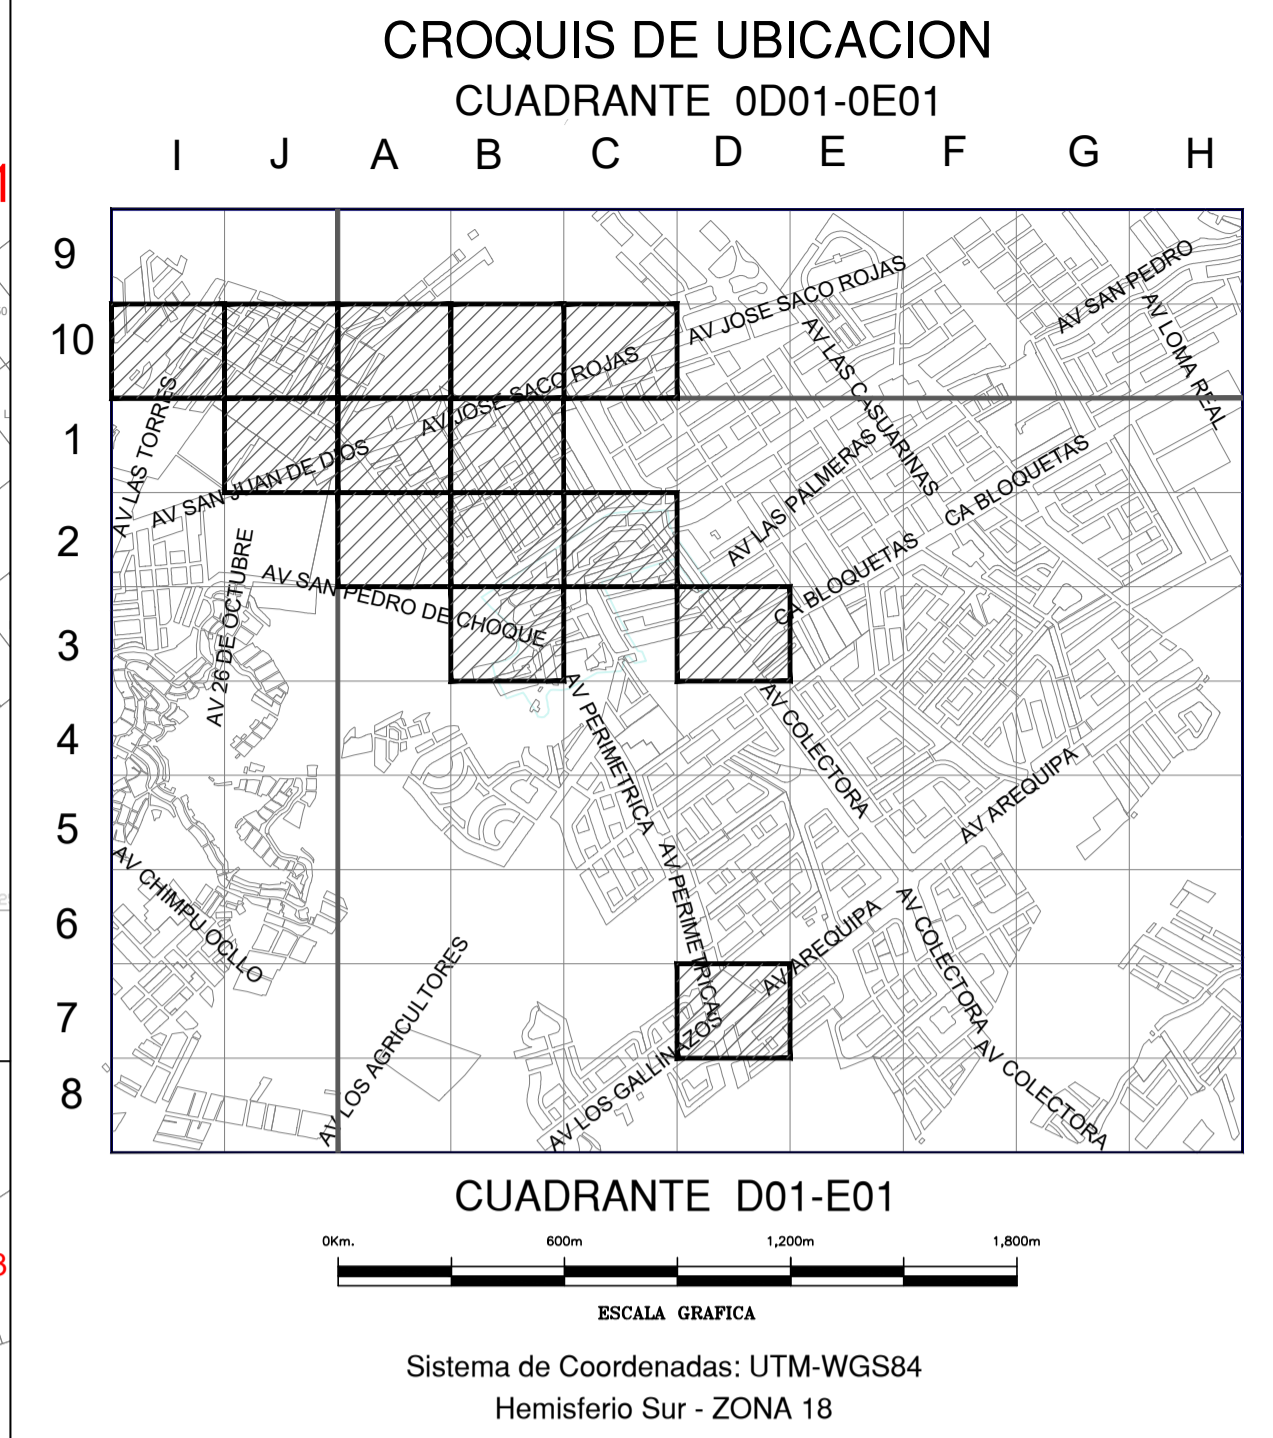 CROQUIS DE UBICACION
CUADRANTE 0D01-0E01
I J A B C D E F G H
9
10
1
2
3
4
5
6
7
8
AV JOSE SACO ROJAS
AV SAN PEDRO
AV LOMA REAL
AV LAS CASUARINAS
AV JOSE SACO ROJAS
AV LAS TORRES
AV SAN JUAN DE DIOS
AV LAS PALMERAS
CA BLOQUETAS
CA BLOQUETAS
AV 26 DE OCTUBRE
AV SAN PEDRO DE CHOQUE
AV PERIMETRICA
AV COLECTORA
AV AREQUIPA
AV CHIMPU OCLLO
AV PERIMETRICA
AV AREQUIPA
AV COLECTORA
AV LOS AGRICULTORES
AV LOS GALLINAZOS
AV COLECTORA
CUADRANTE D01-E01
0Km. 600m 1,200m 1,800m
ESCALA GRAFICA
Sistema de Coordenadas: UTM-WGS84
Hemisferio Sur - ZONA 18